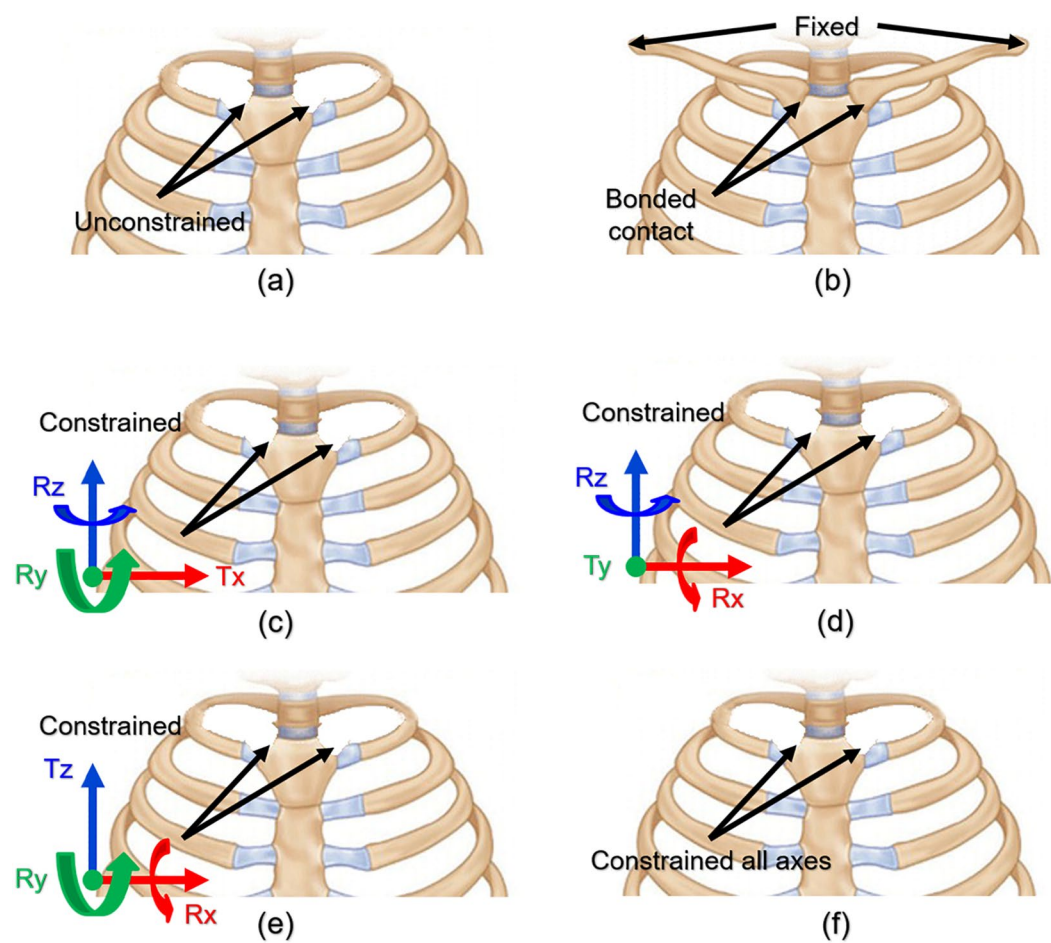 Unconstrained
(a)
Fixed
Bonded
contact
(b)
Constrained
Rz
Ry
Tx
(c)
Constrained
Rz
Ty
Rx
(d)
Constrained
Tz
Ry
Rx
(e)
Constrained all axes
(f)